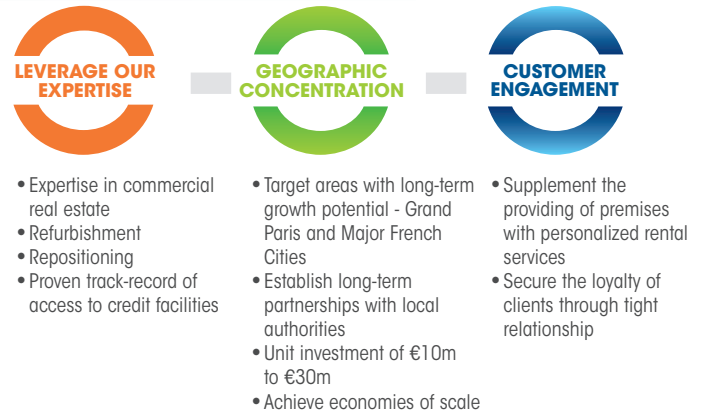 LEVERAGE OUR
EXPERTISE
• Expertise in commercial
real estate
• Refurbishment
• Repositioning
• Proven track-record of
access to credit facilities
GEOGRAPHIC
CONCENTRATION
• Target areas with long-term
growth potential - Grand
Paris and Major French
Cities
• Establish long-term
partnerships with local
authorities
• Unit investment of €10m
to €30m
• Achieve economies of scale
CUSTOMER
ENGAGEMENT
• Supplement the
providing of premises
with personalized rental
services
• Secure the loyalty of
clients through tight
relationship